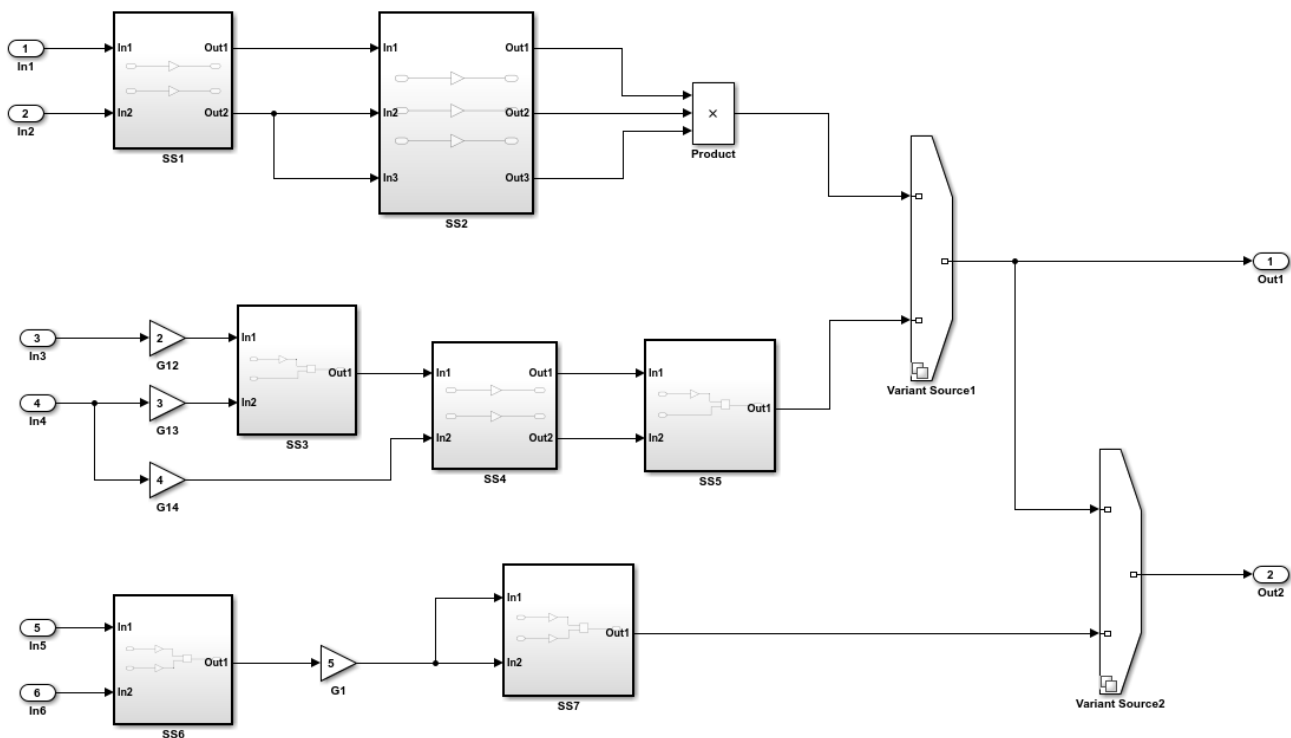 1
In1
2
In2
In1
In2
Out1
Out2
SS1
In1
In2
In3
Out1
Out2
Out3
SS2
×
Product
Variant Source1
1
Out1
3
In3
4
In4
2
G12
3
G13
4
G14
In1
In2
Out1
SS3
In1
In2
Out1
Out2
SS4
In1
In2
Out1
SS5
5
In5
6
In6
In1
In2
Out1
SS6
5
G1
In1
In2
Out1
SS7
Variant Source2
2
Out2